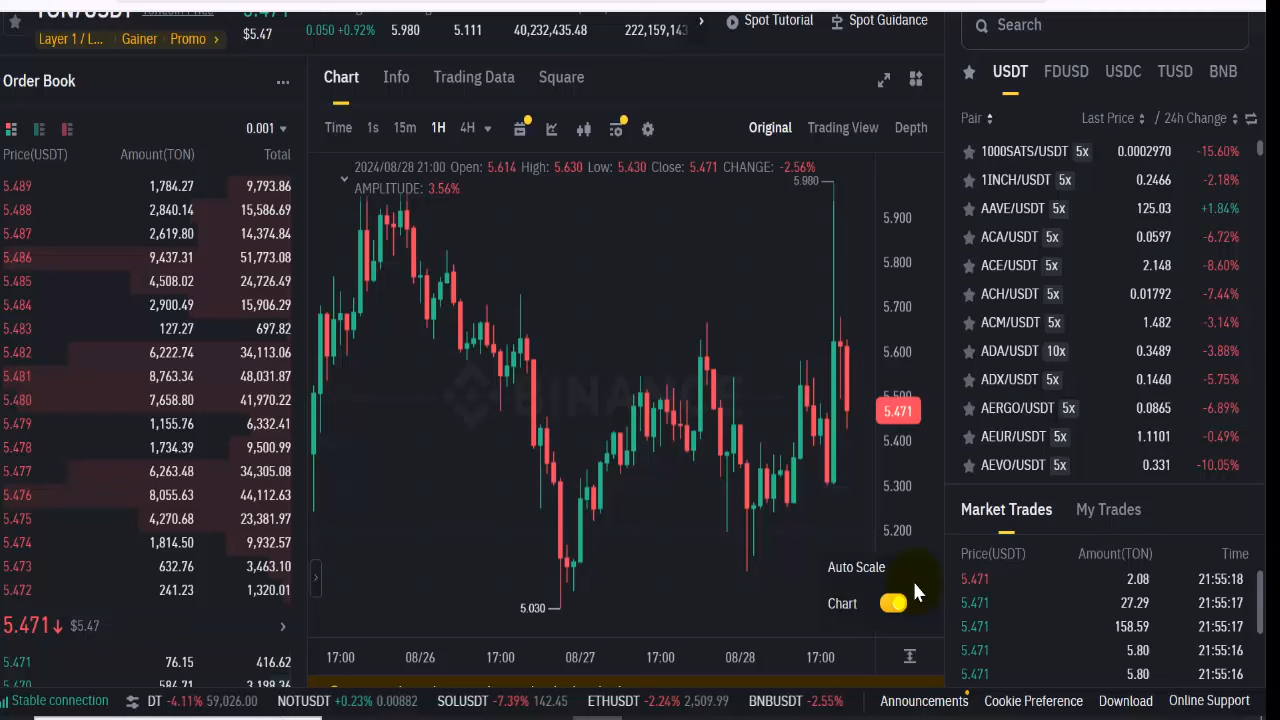 TON/USDT
5.471
Toncoin Price
$5.47
Layer 1 / L... Gainer Promo >
0.050 +0.92% 5.980 5.111 40,232,435.48 222,159,143
Spot Tutorial Spot Guidance
Order Book ...
0.001
Price(USDT) Amount(TON) Total
5.489 1,784.27 9,793.86
5.488 2,840.14 15,586.69
5.487 2,619.80 14,374.84
5.486 9,437.31 51,773.08
5.485 4,508.02 24,726.49
5.484 2,900.49 15,906.29
5.483 127.27 697.82
5.482 6,222.74 34,113.06
5.481 8,763.34 48,031.87
5.480 7,658.80 41,970.22
5.479 1,155.76 6,332.41
5.478 1,734.39 9,500.99
5.477 6,263.48 34,305.08
5.476 8,055.63 44,112.63
5.475 4,270.68 23,381.97
5.474 1,814.50 9,932.57
5.473 632.76 3,463.10
5.472 241.23 1,320.01
5.471↓ $5.47 >
5.471 76.15 416.62
5.470 584.71 3,198.36
Chart Info Trading Data Square
Time 1s 15m 1H 4H
Original Trading View Depth
2024/08/28 21:00 Open: 5.614 High: 5.630 Low: 5.430 Close: 5.471 CHANGE: -2.56%
AMPLITUDE: 3.56%
5.980
5.900
5.800
5.700
5.600
5.500
5.471
5.400
5.300
5.200
BINANCE
5.030
Auto Scale
Chart
17:00 08/26 17:00 08/27 17:00 08/28 17:00
Search
USDT FDUSD USDC TUSD BNB
Pair Last Price / 24h Change
1000SATS/USDT 5x 0.0002970 -15.60%
1INCH/USDT 5x 0.2466 -2.18%
AAVE/USDT 5x 125.03 +1.84%
ACA/USDT 5x 0.0597 -6.72%
ACE/USDT 5x 2.148 -8.60%
ACH/USDT 5x 0.01792 -7.44%
ACM/USDT 5x 1.482 -3.14%
ADA/USDT 10x 0.3489 -3.88%
ADX/USDT 5x 0.1460 -5.75%
AERGO/USDT 5x 0.0865 -6.89%
AEUR/USDT 5x 1.1101 -0.49%
AEVO/USDT 5x 0.331 -10.05%
Market Trades My Trades
Price(USDT) Amount(TON) Time
5.471 2.08 21:55:18
5.471 27.29 21:55:17
5.471 158.59 21:55:17
5.471 5.80 21:55:16
5.471 5.80 21:55:16
Stable connection
DT -4.11% 59,026.00 NOTUSDT +0.23% 0.00882 SOLUSDT -7.39% 142.45 ETHUSDT -2.24% 2,509.99 BNBUSDT -2.55%
Announcements Cookie Preference Download Online Support